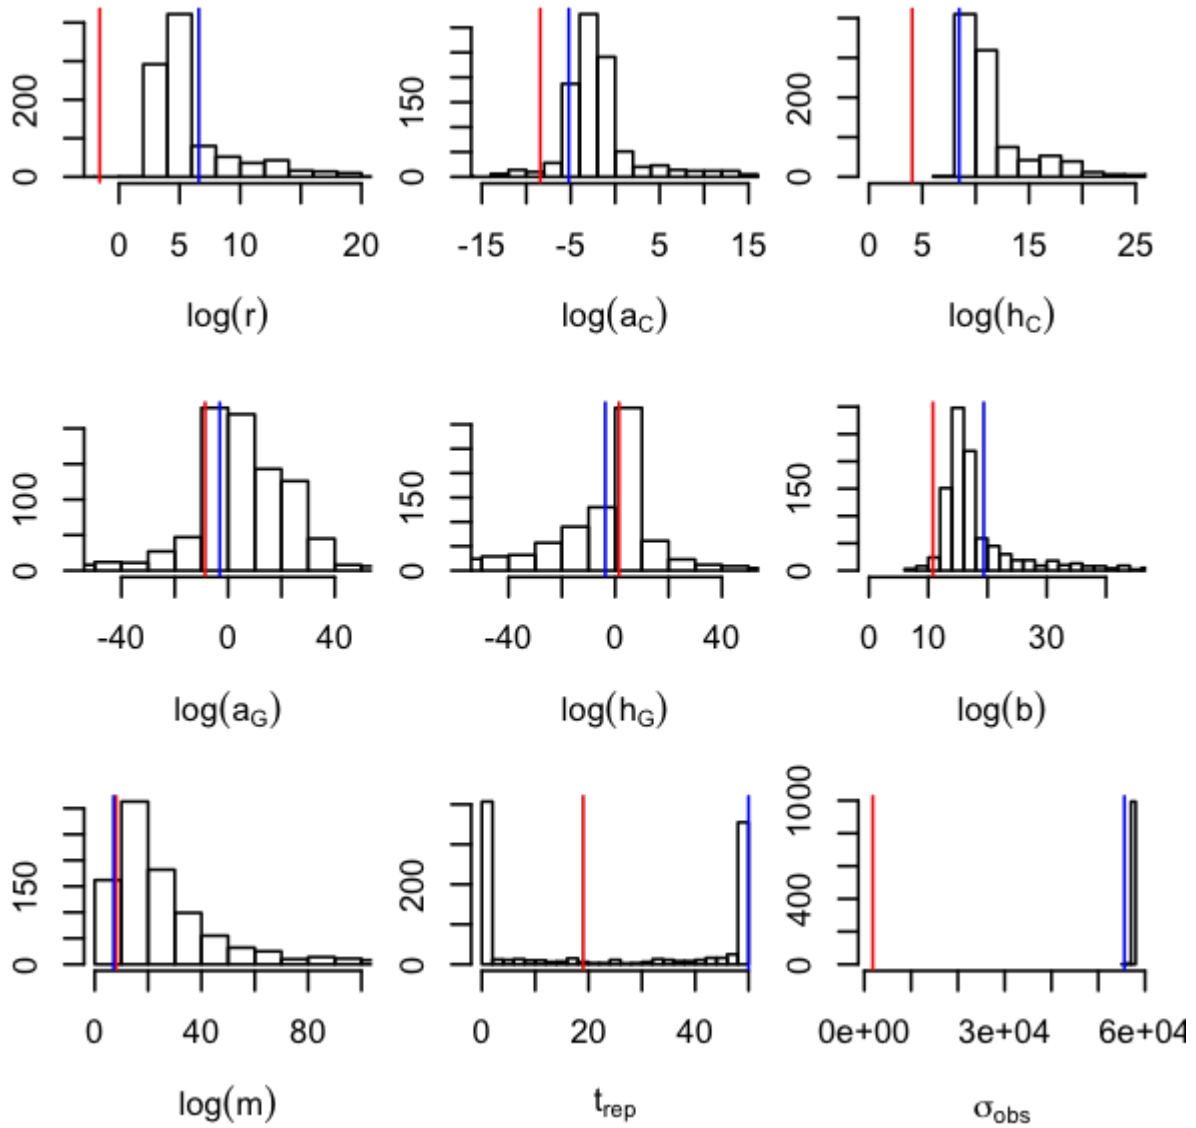 0 200
0 150
0 200
0 5 10 20
-15 -5 5 15
0 5 15 25
log(r)
log(a_C)
log(h_C)
0 100
0 150
0 150
-40 0 40
-40 0 40
0 10 30
log(a_G)
log(h_G)
log(b)
0 150
0 200
0 400 1000
0 40 80
0 20 40
0e+00 3e+04 6e+04
log(m)
t_rep
σ_obs